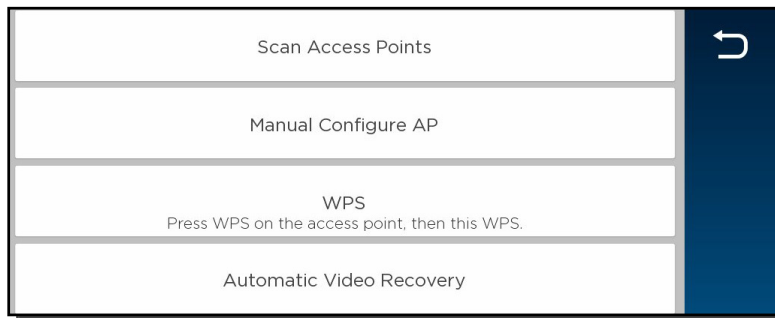 Scan Access Points
Manual Configure AP
WPS
Press WPS on the access point, then this WPS.
Automatic Video Recovery